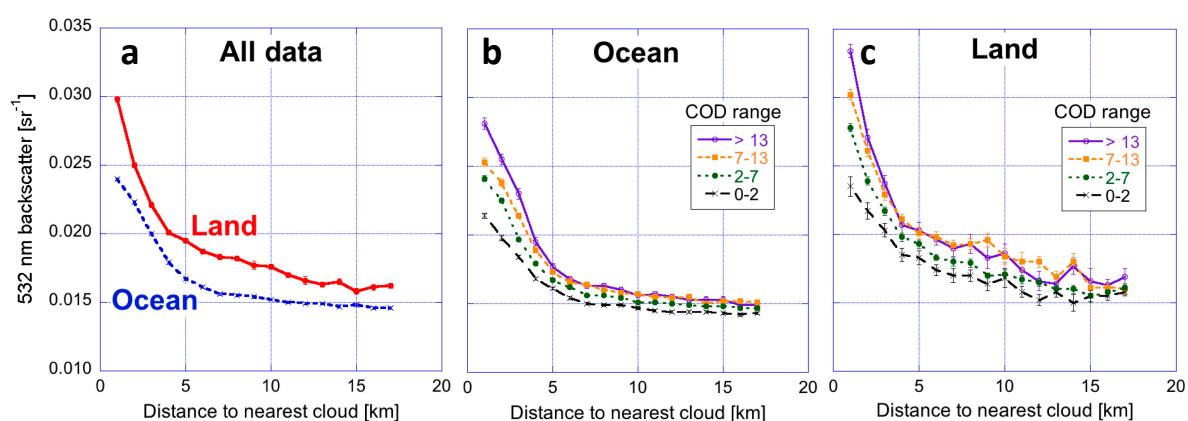 a All data
0.035
0.030
0.025
0.020
0.015
0.010
532 nm backscatter [sr⁻¹]
Land
Ocean
0 5 10 15 20
Distance to nearest cloud [km]
b Ocean
COD range
> 13
7-13
2-7
0-2
0 5 10 15 20
Distance to nearest cloud [km]
c Land
COD range
> 13
7-13
2-7
0-2
0 5 10 15 20
Distance to nearest cloud [km]